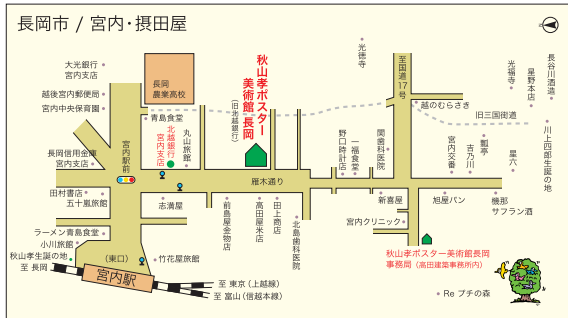 長岡市 / 宮内・摂田屋
大光銀行
宮内支店
越後宮内郵便局
宮内中央保育園
長岡
農業高校
青島食堂
北越銀行
宮内支店
丸山旅館
秋山孝ポスター
美術館 長岡
(旧北越銀行)
光徳寺
至国道17号
越のむらさき
旧三国街道
光福寺
星野本店
長谷川酒造
川上四郎生誕の地
長岡信用金庫
宮内支店
宮内駅前
雁木通り
野口時計店
一福食堂
関歯科医院
宮内交番
吉乃川
瓢亭
星六
田村書店
五十嵐旅館
志満屋
前島屋金物店
高田屋米店
田上商店
北島歯科医院
新喜屋
宮内クリニック
旭屋パン
機那
サフラン酒
ラーメン青島食堂
小川旅館
秋山孝生誕の地
至 長岡
(東口)
宮内駅
竹花屋旅館
至 東京(上越線)
至 富山(信越本線)
秋山孝ポスター美術館長岡
事務局(高田建築事務所内)
Re プチの森